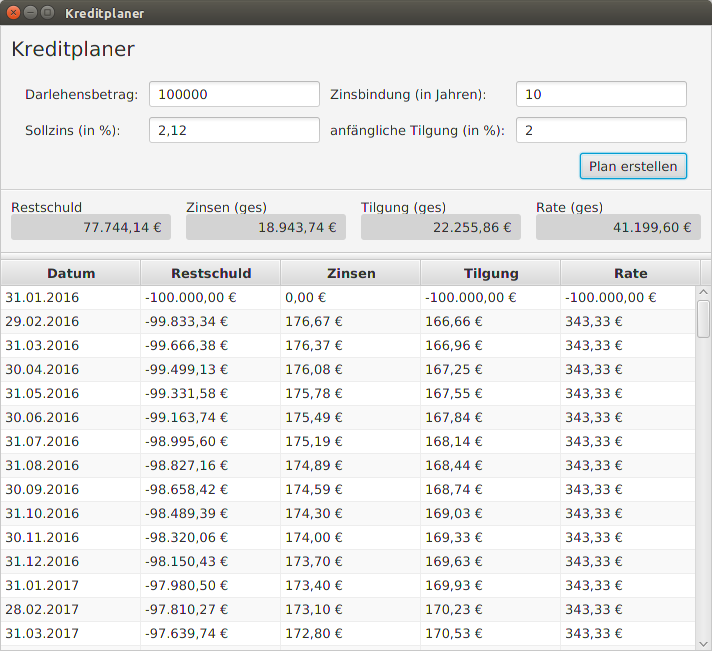 Kreditplaner
Kreditplaner
Darlehensbetrag: 100000 Zinsbindung (in Jahren): 10
Sollzins (in %): 2,12 anfängliche Tilgung (in %): 2
Plan erstellen
Restschuld Zinsen (ges) Tilgung (ges) Rate (ges)
77.744,14 € 18.943,74 € 22.255,86 € 41.199,60 €
Datum Restschuld Zinsen Tilgung Rate
31.01.2016 -100.000,00 € 0,00 € -100.000,00 € -100.000,00 €
29.02.2016 -99.833,34 € 176,67 € 166,66 € 343,33 €
31.03.2016 -99.666,38 € 176,37 € 166,96 € 343,33 €
30.04.2016 -99.499,13 € 176,08 € 167,25 € 343,33 €
31.05.2016 -99.331,58 € 175,78 € 167,55 € 343,33 €
30.06.2016 -99.163,74 € 175,49 € 167,84 € 343,33 €
31.07.2016 -98.995,60 € 175,19 € 168,14 € 343,33 €
31.08.2016 -98.827,16 € 174,89 € 168,44 € 343,33 €
30.09.2016 -98.658,42 € 174,59 € 168,74 € 343,33 €
31.10.2016 -98.489,39 € 174,30 € 169,03 € 343,33 €
30.11.2016 -98.320,06 € 174,00 € 169,33 € 343,33 €
31.12.2016 -98.150,43 € 173,70 € 169,63 € 343,33 €
31.01.2017 -97.980,50 € 173,40 € 169,93 € 343,33 €
28.02.2017 -97.810,27 € 173,10 € 170,23 € 343,33 €
31.03.2017 -97.639,74 € 172,80 € 170,53 € 343,33 €